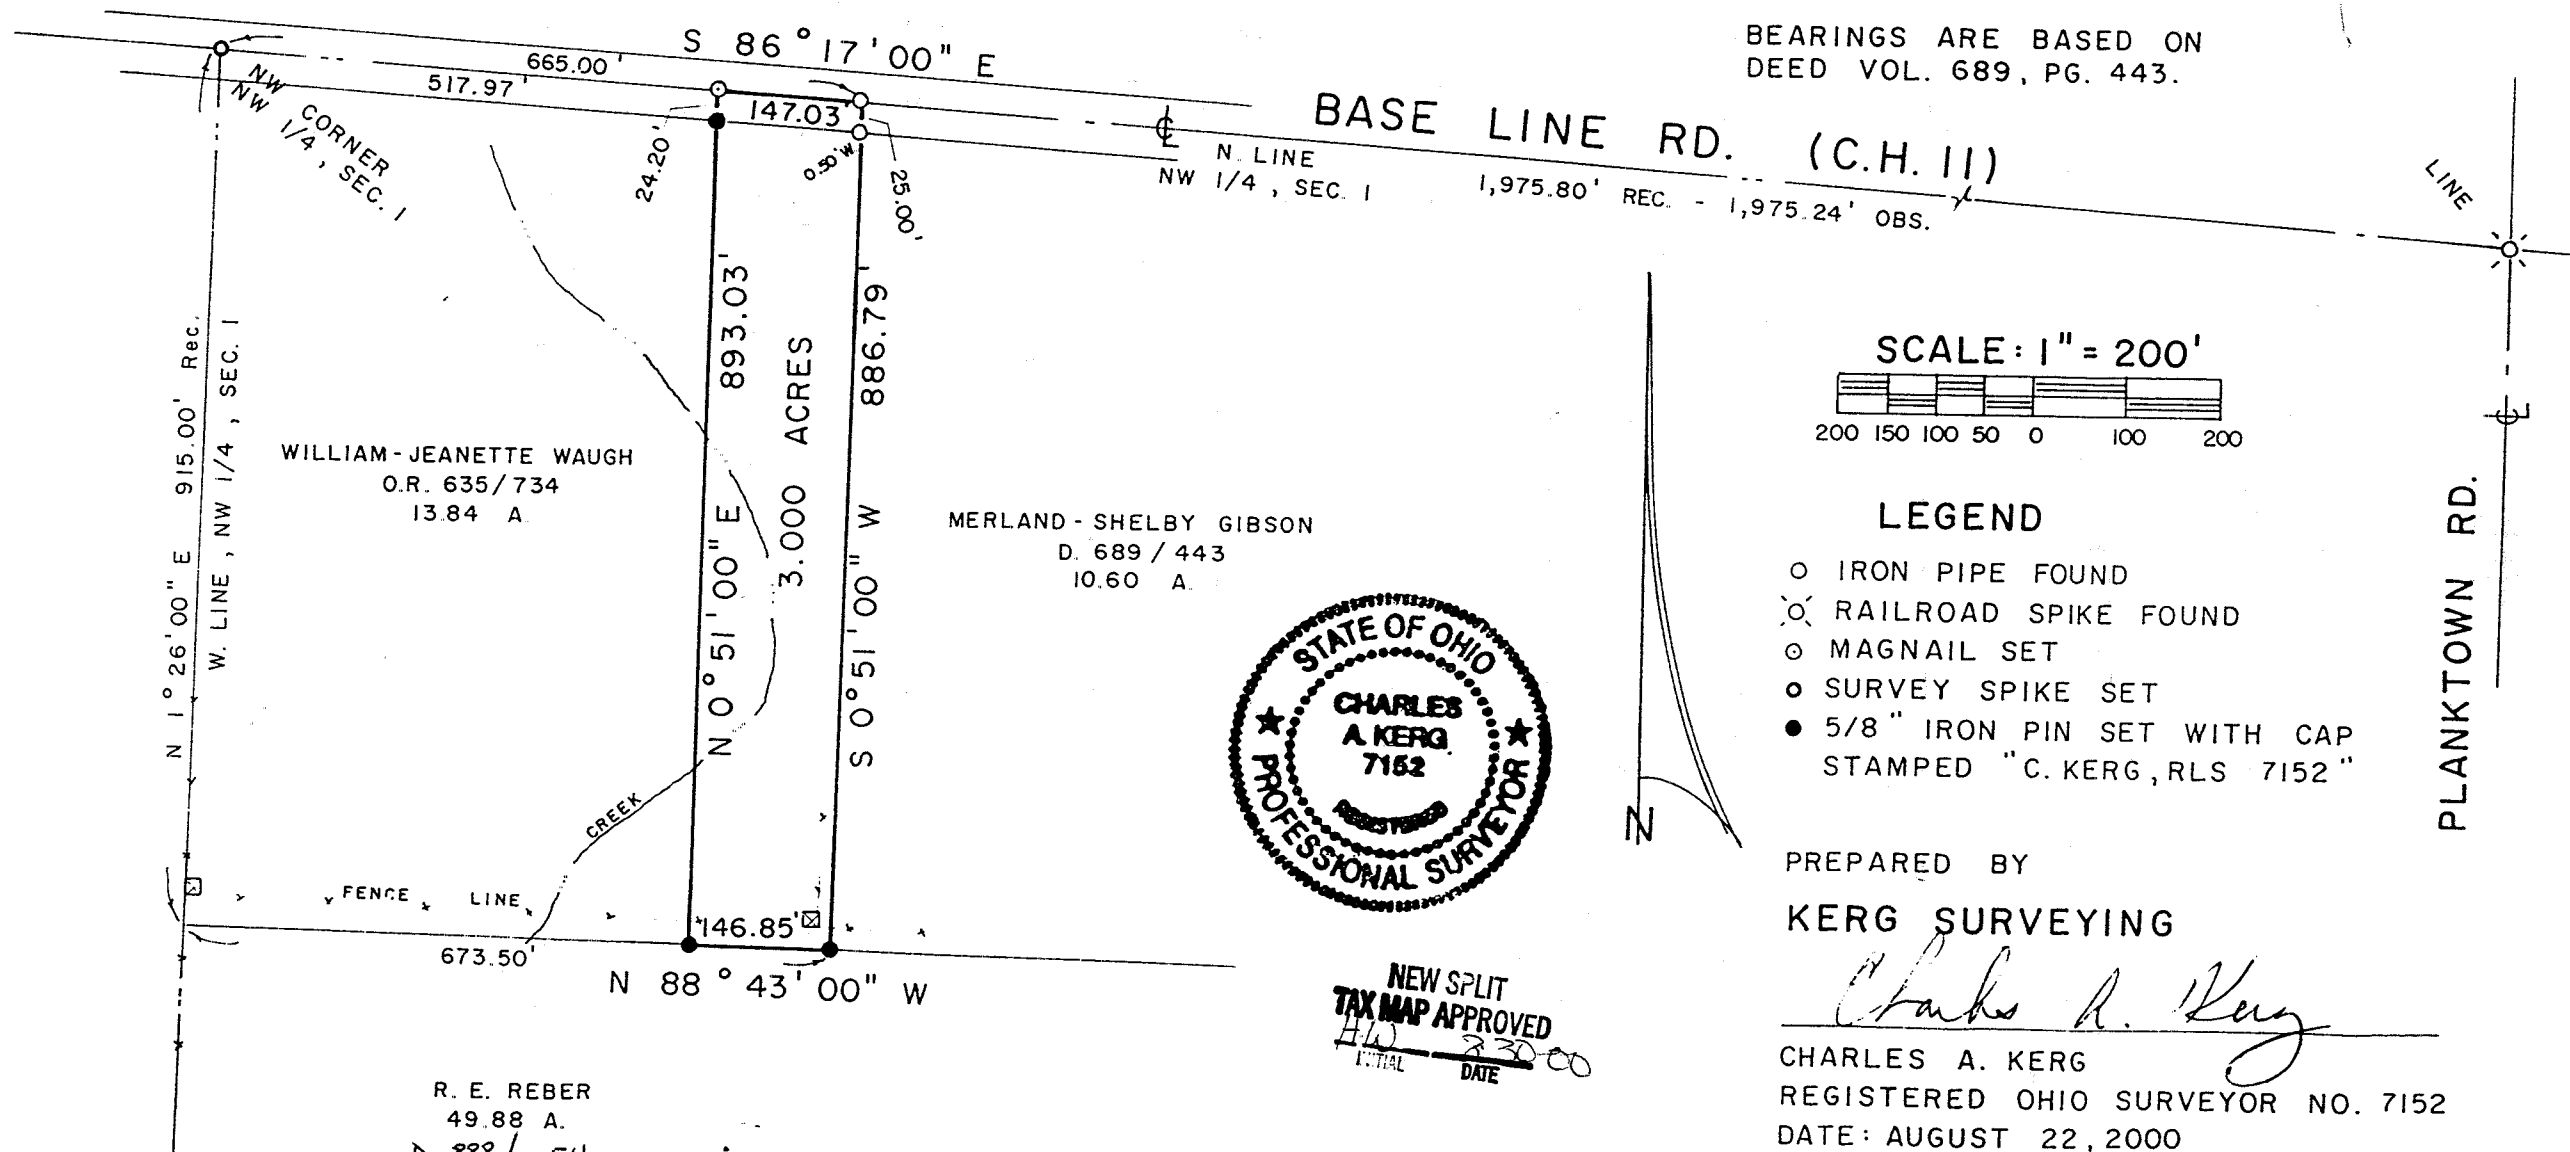 S 86°17'00" E
665.00'
517.97'
147.03'
NW CORNER
NW 1/4, SEC. 1
24.20'
0.50'W
25.00'
BEARINGS ARE BASED ON
DEED VOL. 689, PG. 443.
BASE LINE RD. (C.H. 11)
N. LINE
NW 1/4, SEC. 1
1,975.80' REC. - 1,975.24' OBS.
LINE
N 1°26'00" E 915.00' Rec.
W. LINE, NW 1/4, SEC. 1
WILLIAM-JEANETTE WAUGH
O.R. 635/734
13.84 A.
N 0°51'00" E 893.03'
3.000 ACRES
S 0°51'00" W 886.79'
MERLAND-SHELBY GIBSON
D. 689/443
10.60 A.
CREEK
FENCE LINE
146.85'
673.50'
N 88°43'00" W
R. E. REBER
49.88 A.
STATE OF OHIO
CHARLES
A. KERG
7152
REGISTERED
PROFESSIONAL SURVEYOR
NEW SPLIT
TAX MAP APPROVED
8-30-00
INITIAL DATE
N
SCALE: 1" = 200'
200 150 100 50 0 100 200
LEGEND
IRON PIPE FOUND
RAILROAD SPIKE FOUND
MAGNAIL SET
SURVEY SPIKE SET
5/8" IRON PIN SET WITH CAP
STAMPED "C. KERG, RLS 7152"
PLANKTOWN RD.
PREPARED BY
KERG SURVEYING
Charles A. Kerg
CHARLES A. KERG
REGISTERED OHIO SURVEYOR NO. 7152
DATE: AUGUST 22, 2000